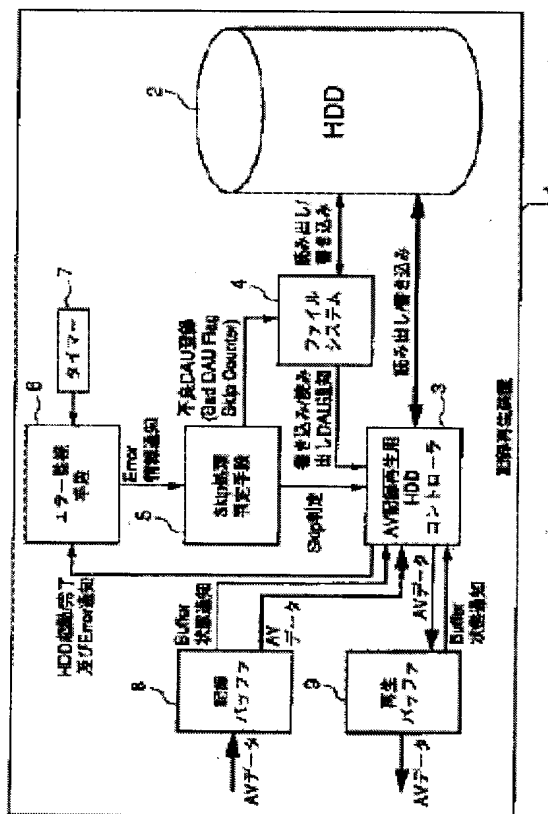 6
7
エラー監視
手段
タイマー
HDD起動/完了
及びError通知
Error
情報通知
5
Skip処理
判定手段
不良DAU登録
(Bad DAU Flag
Skip Counter)
4
ファイル
システム
読み出し/
書き込み
2
HDD
Buffer
状態通知
Skip判定
書き込み/読み
出しDAU通知
読み出し/書き込み
8
記録
バッファ
AVデータ
AV
データ
AV記録再生用
HDD
コントローラ
3
9
再生
バッファ
AVデータ
AVデータ
Buffer
状態通知
記録再生装置
1